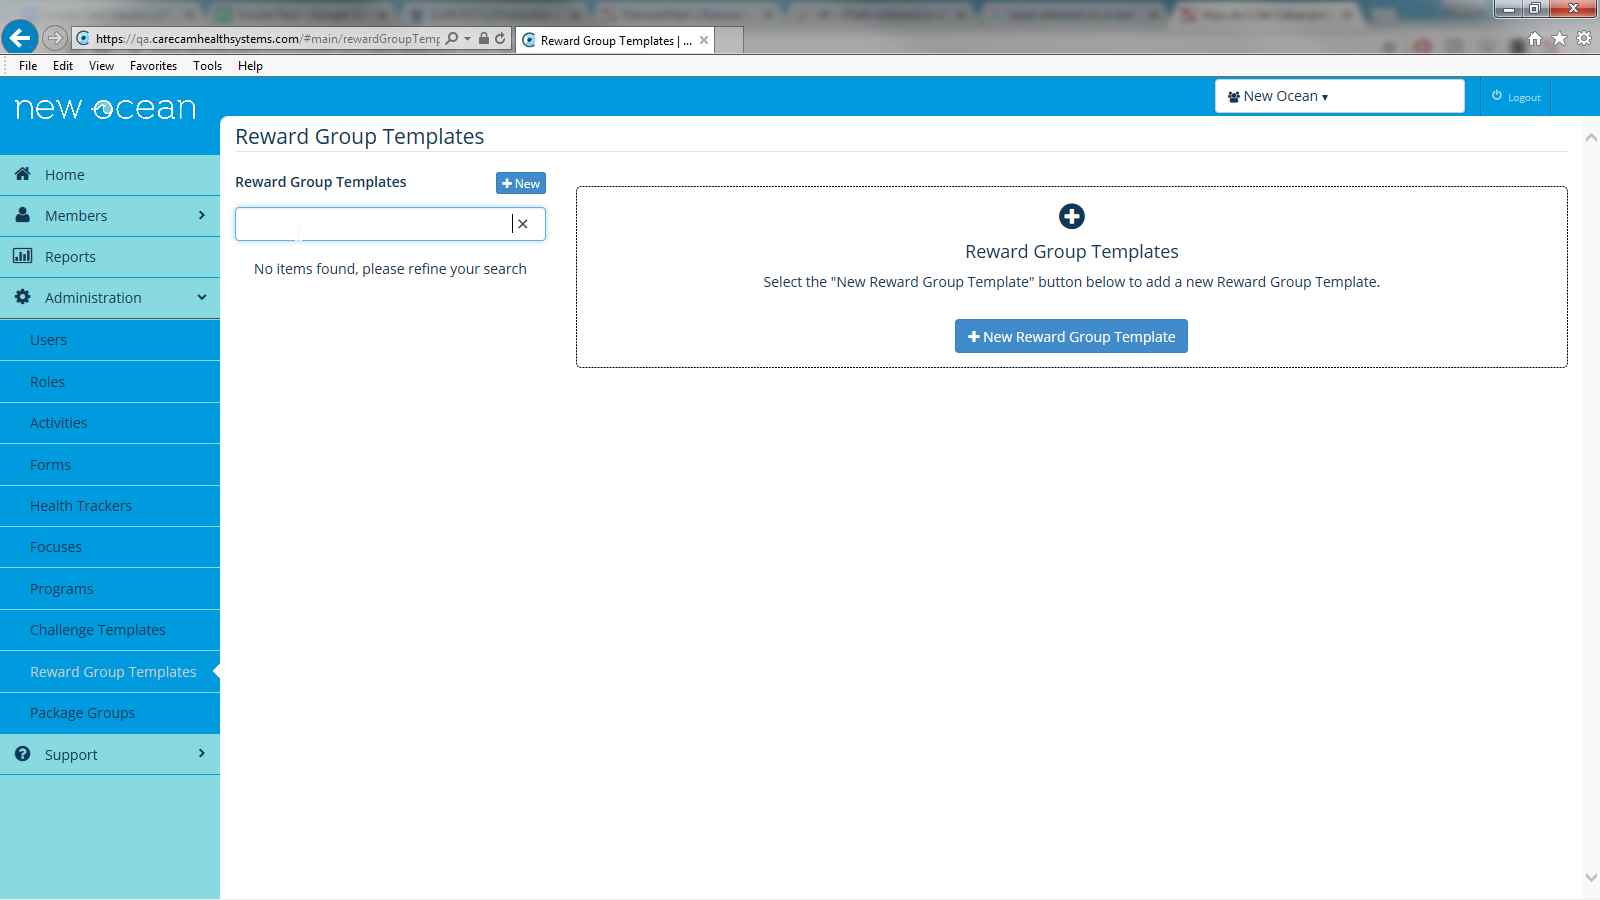 https://qa.carecamhealthsystems.com/#main/rewardGroupTemp
Reward Group Templates | ...
File Edit View Favorites Tools Help
new ocean
New Ocean
Logout
Reward Group Templates
Home
Members
Reports
Administration
Users
Roles
Activities
Forms
Health Trackers
Focuses
Programs
Challenge Templates
Reward Group Templates
Package Groups
Support
Reward Group Templates
New
No items found, please refine your search
Reward Group Templates
Select the "New Reward Group Template" button below to add a new Reward Group Template.
New Reward Group Template